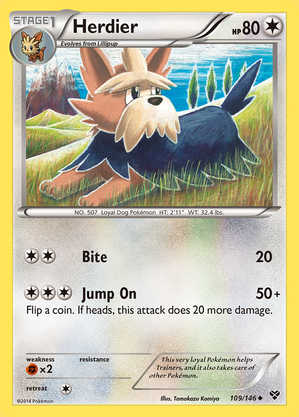 STAGE1 Herdier HP80
Evolves from Lillipup
NO. 507 Loyal Dog Pokémon HT: 2'11" WT: 32.4 lbs.
Bite 20
Jump On 50+
Flip a coin. If heads, this attack does 20 more damage.
weakness resistance
×2
This very loyal Pokémon helps
Trainers, and it also takes care of
other Pokémon.
retreat
Illus. Tomokazu Komiya
©2014 Pokémon 109/146
XY